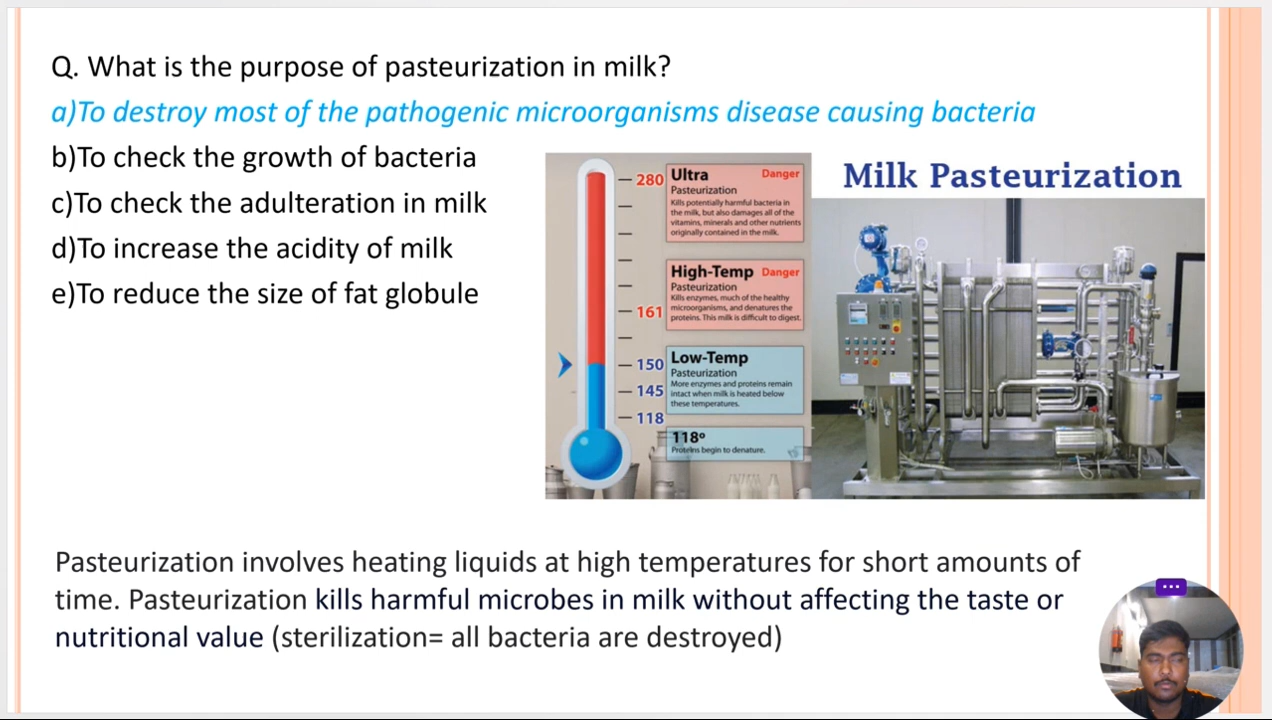 Q. What is the purpose of pasteurization in milk?
a)To destroy most of the pathogenic microorganisms disease causing bacteria
b)To check the growth of bacteria
c)To check the adulteration in milk
d)To increase the acidity of milk
e)To reduce the size of fat globule
280
161
150
145
118
Ultra Danger
Pasteurization
Kills potentially harmful bacteria in
the milk, but also damages all of the
vitamins, minerals and other nutrients
originally contained in the milk.
High-Temp Danger
Pasteurization
Kills enzymes, much of the healthy
microorganisms, and denatures the
proteins. This milk is difficult to digest.
Low-Temp
Pasteurization
More enzymes and proteins remain
intact when milk is heated below
these temperatures.
118º
Proteins begin to denature.
Milk Pasteurization
Pasteurization involves heating liquids at high temperatures for short amounts of
time. Pasteurization kills harmful microbes in milk without affecting the taste or
nutritional value (sterilization= all bacteria are destroyed)